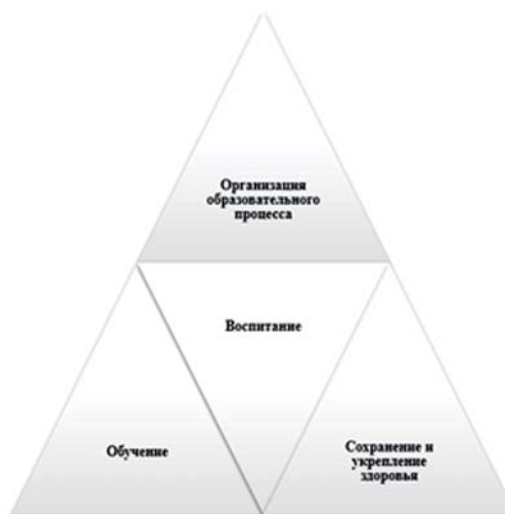 Организация
образовательного
процесса
Воспитание
Обучение
Сохранение и
укрепление
здоровья